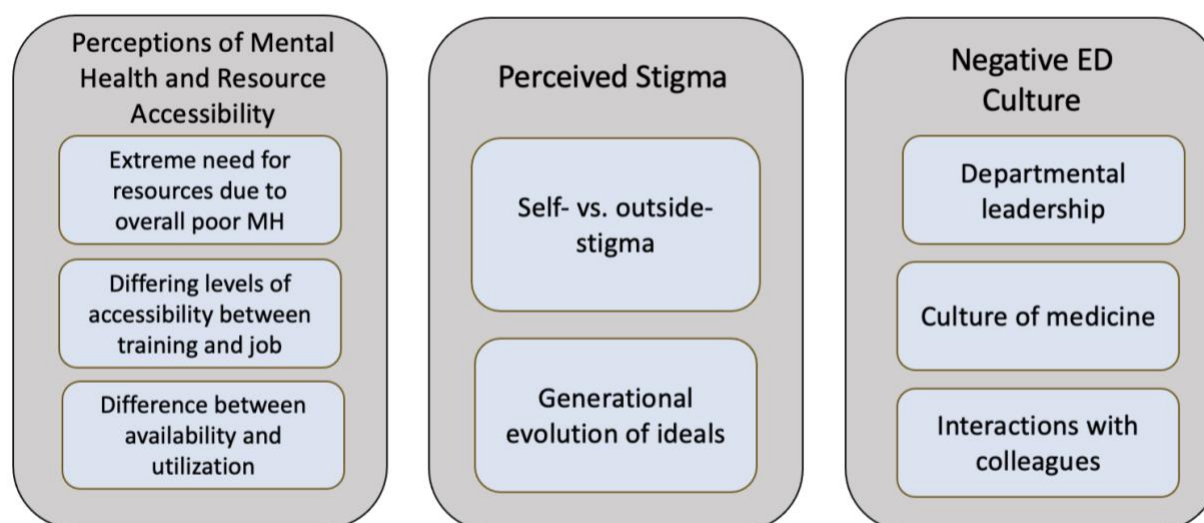 Perceptions of Mental
Health and Resource
Accessibility
Extreme need for
resources due to
overall poor MH
Differing levels of
accessibility between
training and job
Difference between
availability and
utilization
Perceived Stigma
Self- vs. outside-
stigma
Generational
evolution of ideals
Negative ED
Culture
Departmental
leadership
Culture of medicine
Interactions with
colleagues